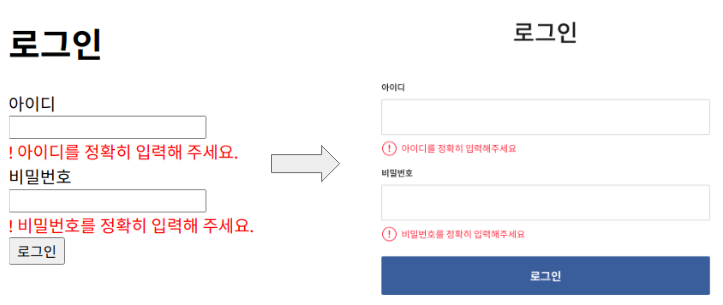 로그인
아이디
! 아이디를 정확히 입력해 주세요.
비밀번호
! 비밀번호를 정확히 입력해 주세요.
로그인
로그인
아이디
! 아이디를 정확히 입력해주세요
비밀번호
! 비밀번호를 정확히 입력해주세요
로그인